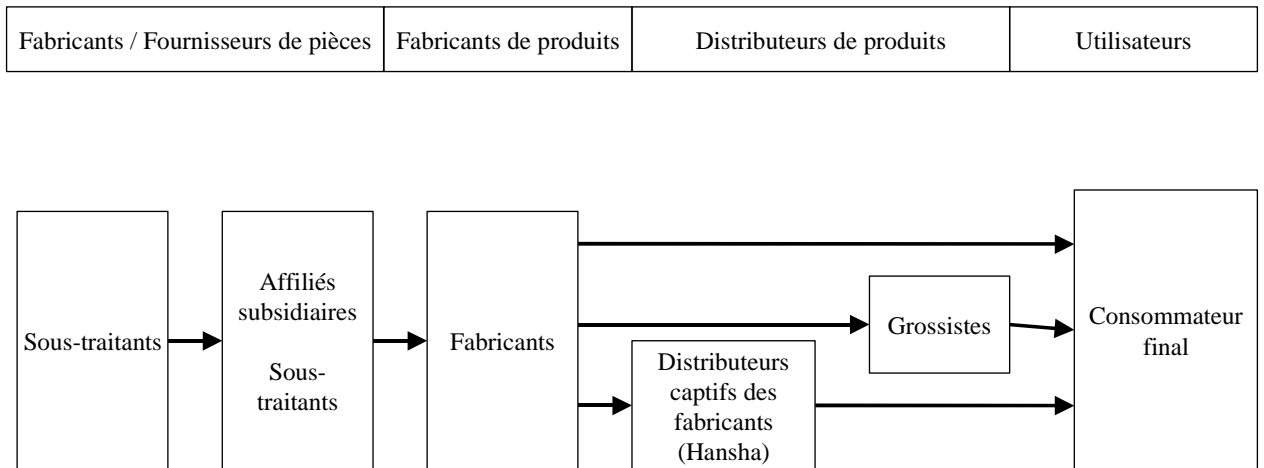 Fabricants / Fournisseurs de pièces
Fabricants de produits
Distributeurs de produits
Utilisateurs
Sous-traitants
Affiliés
subsidiaires
Sous-
traitants
Fabricants
Grossistes
Distributeurs
captifs des
fabricants
(Hansha)
Consommateur
final